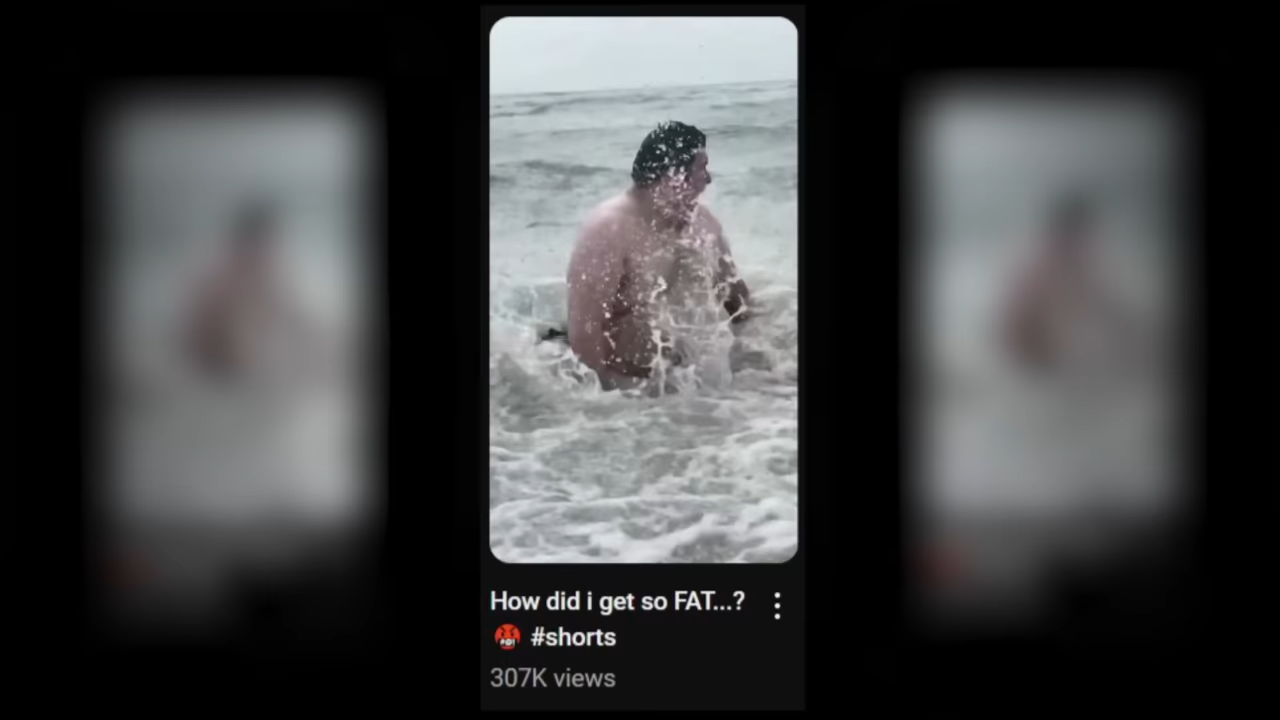 How did i get so FAT...?
🤬 #shorts
307K views